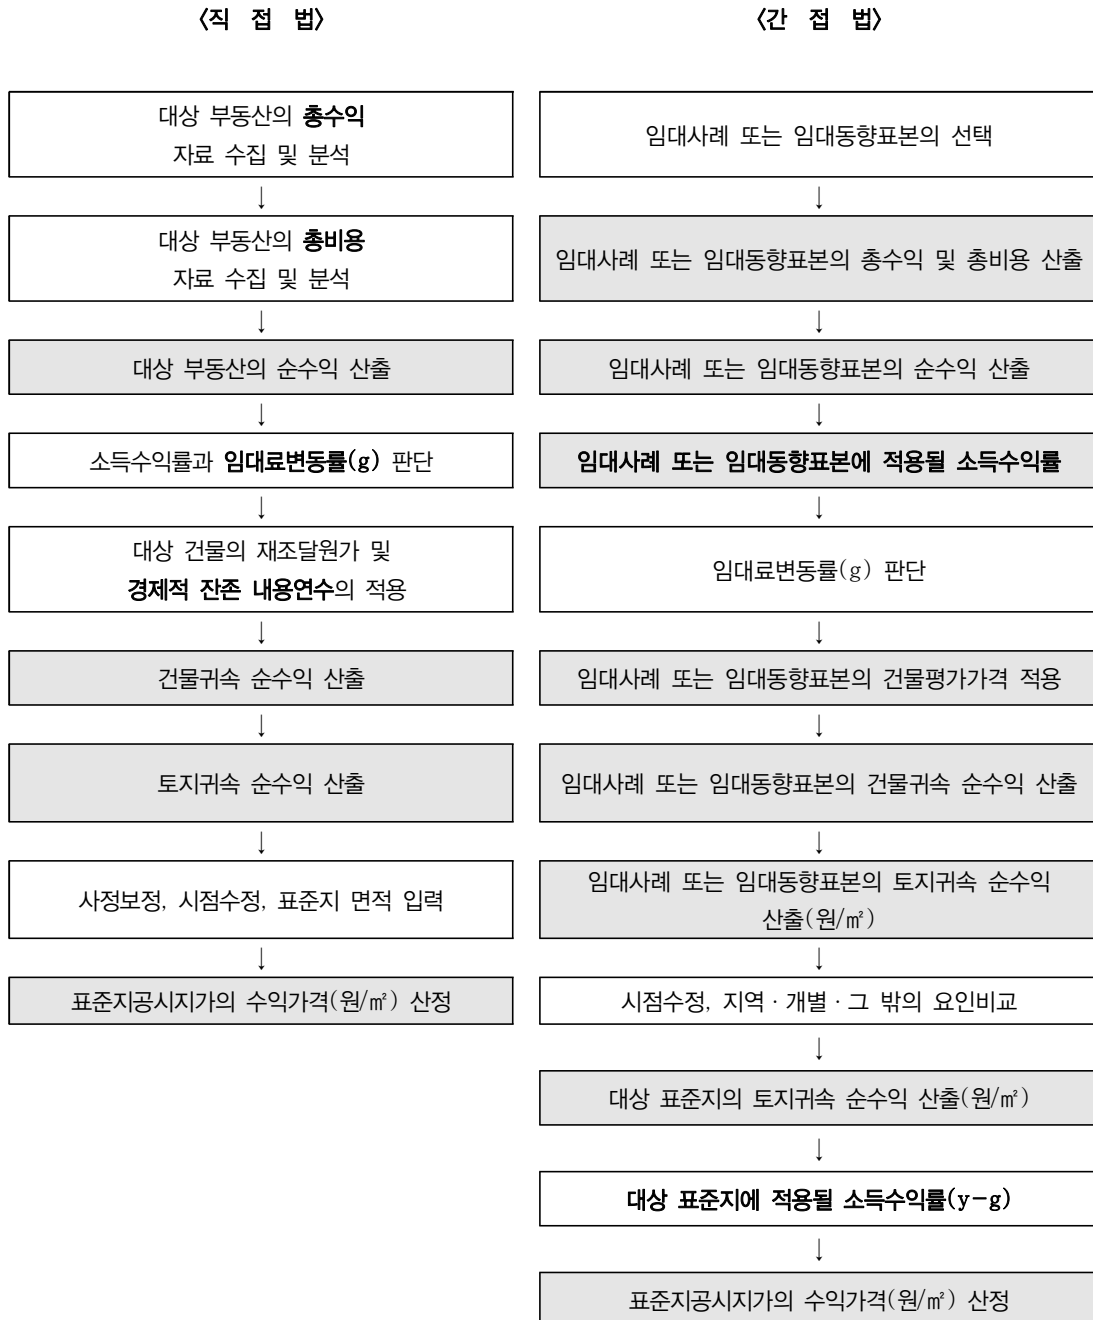 〈직 접 법〉
대상 부동산의 총수익
자료 수집 및 분석
↓
대상 부동산의 총비용
자료 수집 및 분석
↓
대상 부동산의 순수익 산출
↓
소득수익률과 임대료변동률(g) 판단
↓
대상 건물의 재조달원가 및
경제적 잔존 내용연수의 적용
↓
건물귀속 순수익 산출
↓
토지귀속 순수익 산출
↓
사정보정, 시점수정, 표준지 면적 입력
↓
표준지공시지가의 수익가격(원/㎡) 산정
〈간 접 법〉
임대사례 또는 임대동향표본의 선택
↓
임대사례 또는 임대동향표본의 총수익 및 총비용 산출
↓
임대사례 또는 임대동향표본의 순수익 산출
↓
임대사례 또는 임대동향표본에 적용될 소득수익률
↓
임대료변동률(g) 판단
↓
임대사례 또는 임대동향표본의 건물평가가격 적용
↓
임대사례 또는 임대동향표본의 건물귀속 순수익 산출
↓
임대사례 또는 임대동향표본의 토지귀속 순수익
산출(원/㎡)
↓
시점수정, 지역·개별·그 밖의 요인비교
↓
대상 표준지의 토지귀속 순수익 산출(원/㎡)
↓
대상 표준지에 적용될 소득수익률(y-g)
↓
표준지공시지가의 수익가격(원/㎡) 산정